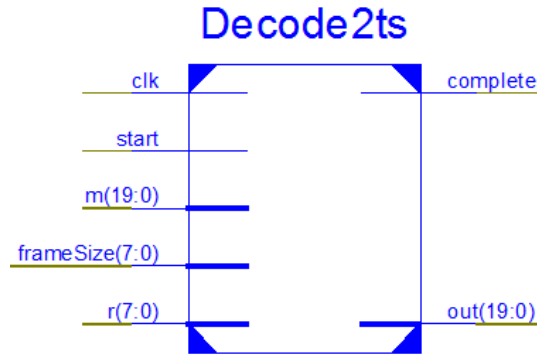 Decode2ts
clk
complete
start
m(19:0)
frameSize(7:0)
r(7:0)
out(19:0)